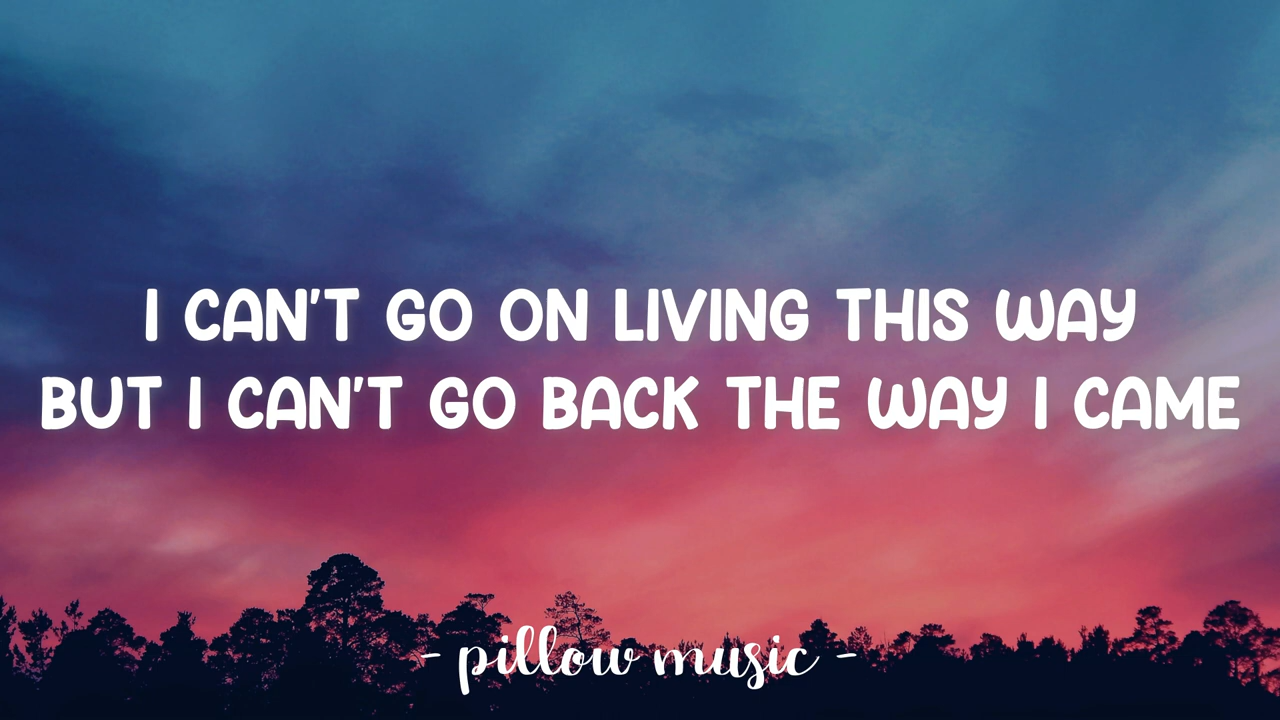 I CAN'T GO ON LIVING THIS WAY
BUT I CAN'T GO BACK THE WAY I CAME
- pillow music -